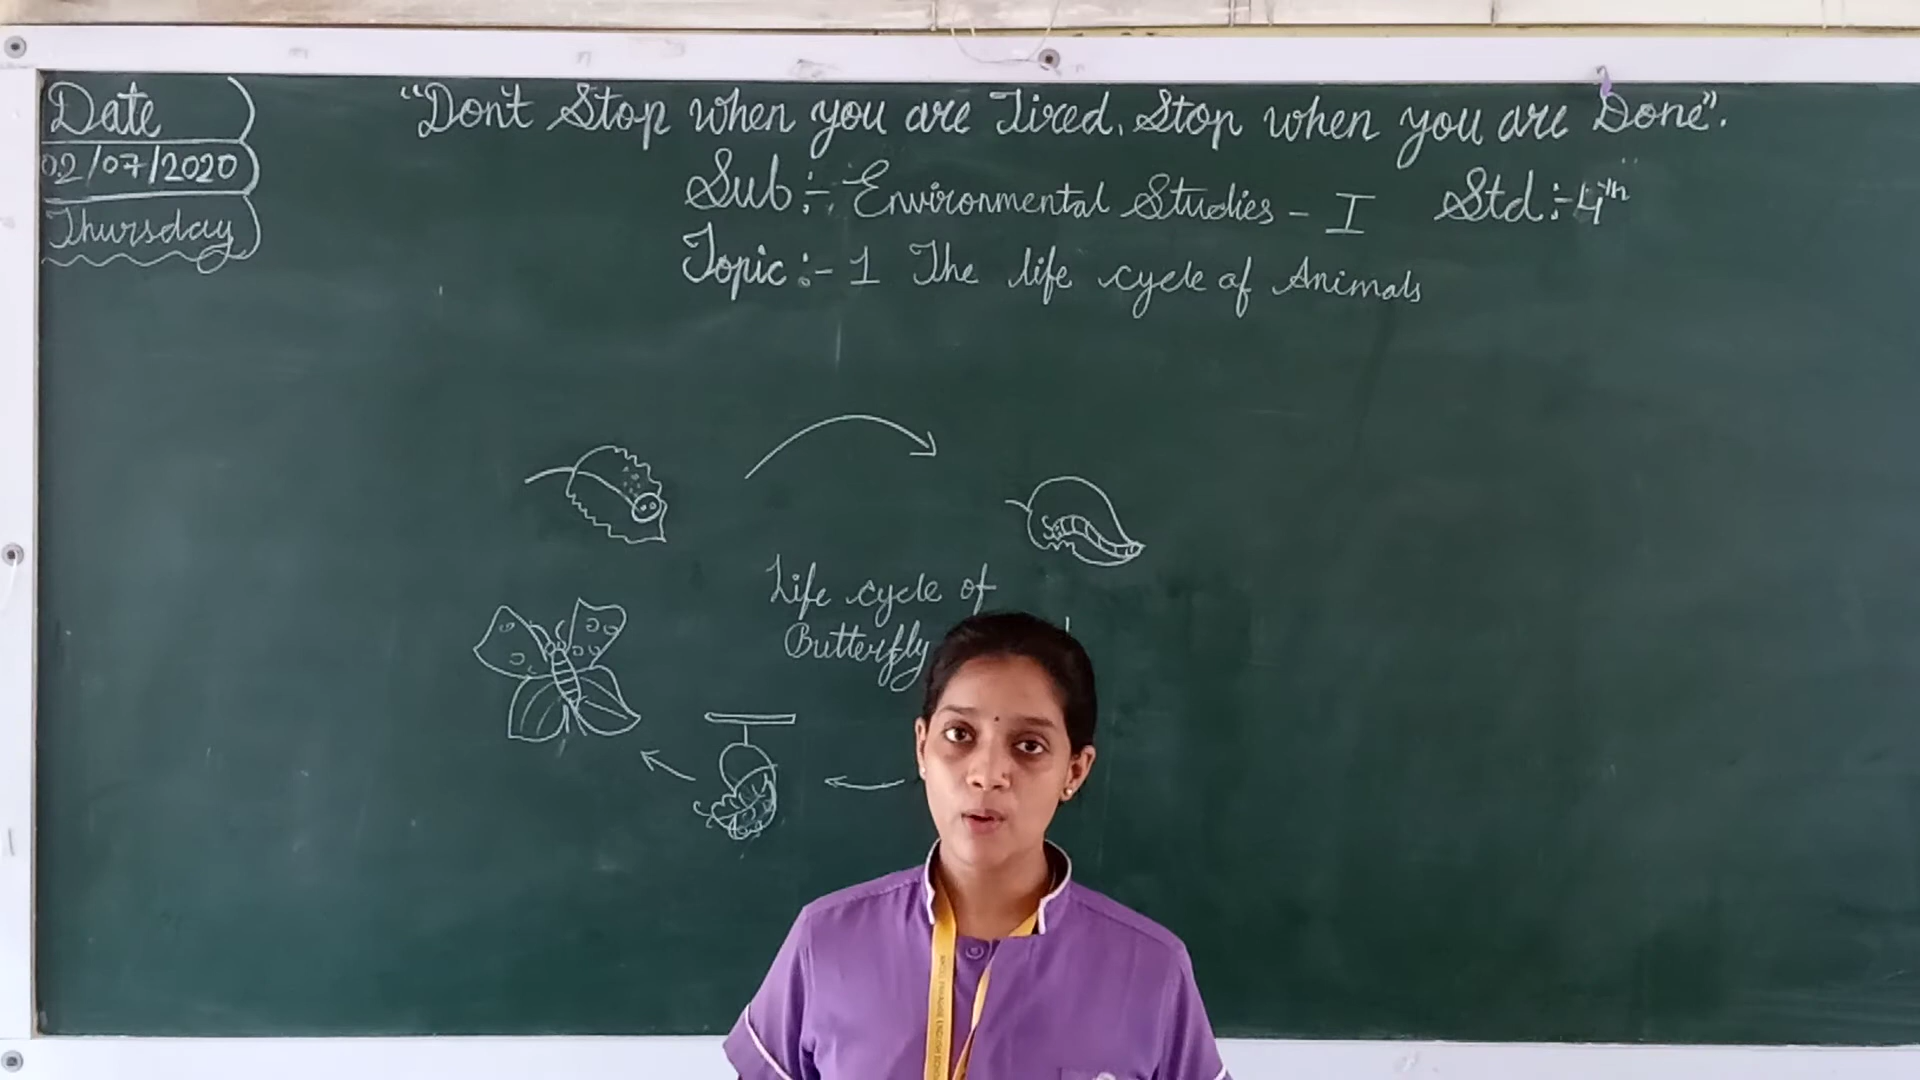 Date
02/07/2020
Thursday
"Don't Stop when you are Tired, Stop when you are Done".
Sub :- Environmental Studies - I Std :- 4th
Topic :- 1 The life cycle of Animals
Life cycle of
Butterfly